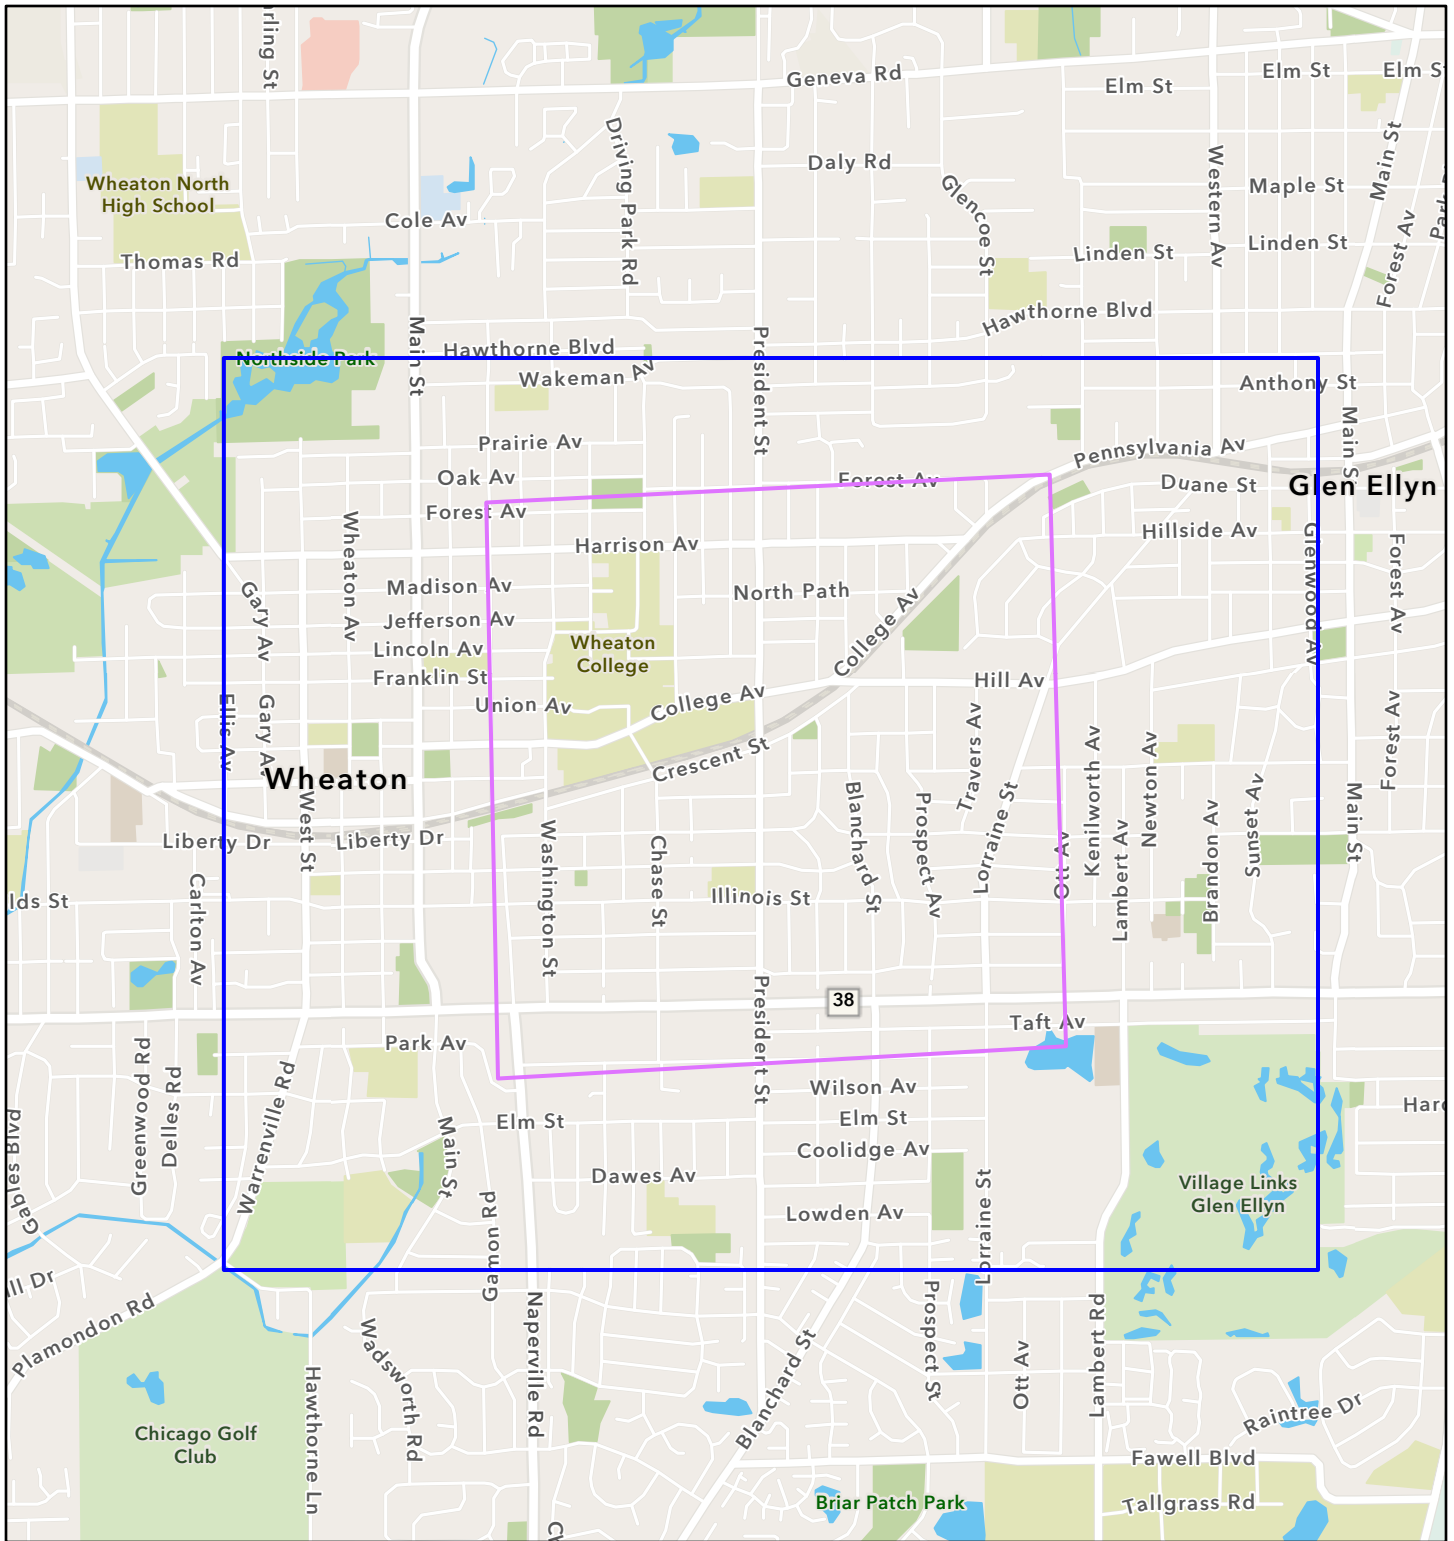 Geneva Rd
Elm St
Elm St
Daly Rd
Driving Park Rd
Glencoe St
Western Av
Maple St
Main St
Wheaton North
High School
Cole Av
Thomas Rd
Linden St
Linden St
Forest Av
Hawthorne Blvd
Northside Park
Main St
Hawthorne Blvd
Wakeman Av
President St
Anthony St
Prairie Av
Oak Av
Forest Av
Forest Av
Pennsylvania Av
Main St
Duane St
Glen Ellyn
Wheaton Av
Harrison Av
Hillside Av
Glenwood Av
Forest Av
Gary Av
Madison Av
Jefferson Av
Lincoln Av
Franklin St
Union Av
North Path
College Av
Wheaton
College
Hill Av
Ellis Av
Gary Av
College Av
Crescent St
Travers Av
Kenilworth Av
Newton Av
Forest Av
Wheaton
Liberty Dr
West St
Liberty Dr
Washington St
Chase St
Blanchard St
Prospect Av
Lorraine St
Ott Av
Lambert Av
Brandon Av
Sunset Av
Main St
lds St
Carlton Av
Illinois St
38
President St
Taft Av
Park Av
Greenwood Rd
Delles Rd
Warrenville Rd
Wilson Av
Elm St
Elm St
Coolidge Av
Gables Blvd
Main St
Dawes Av
Gamon Rd
Lowden Av
Lorraine St
Village Links
Glen Ellyn
ll Dr
Plamondon Rd
Wadsworth Rd
Hawthorne Ln
Naperville Rd
Prospect St
Ott Av
Lambert Rd
Blanchard St
Raintree Dr
Chicago Golf
Club
Fawell Blvd
Briar Patch Park
Tallgrass Rd